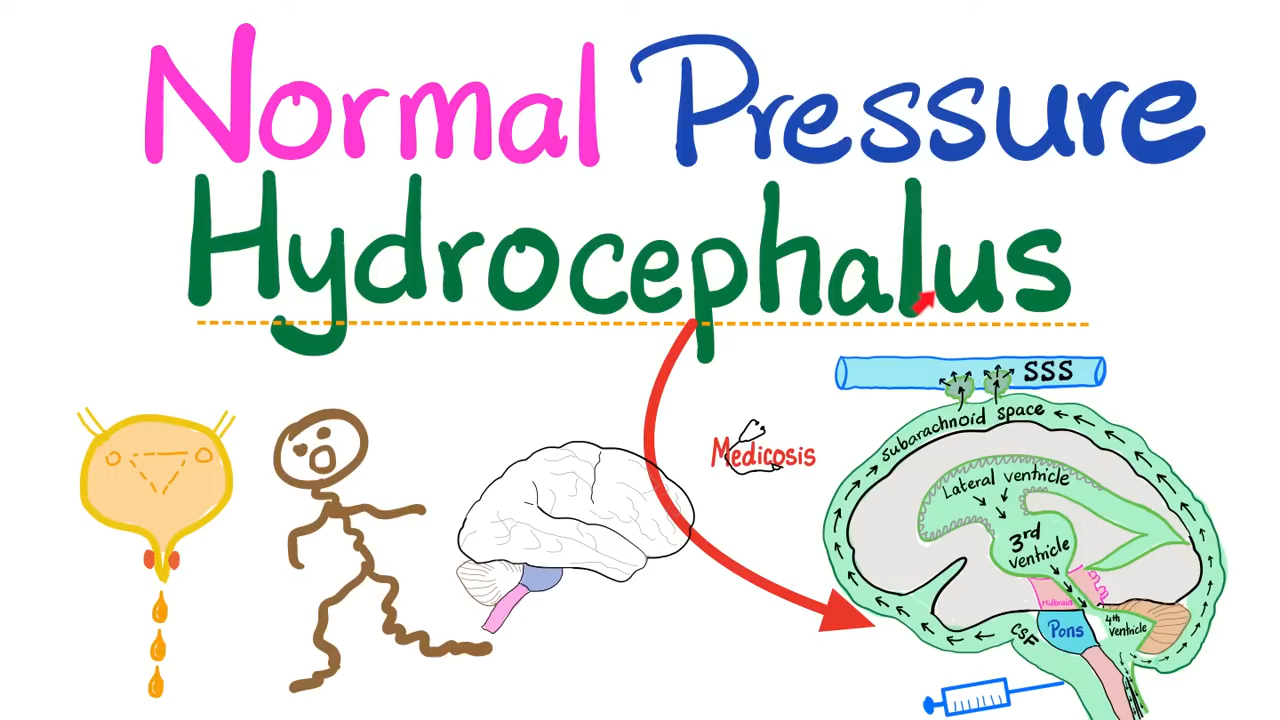 Normal Pressure
Hydrocephalus
SSS
subarachnoid space
Medicosis
Lateral ventricle
3rd
ventricle
Midbrain
Pons
4th
ventricle
CSF